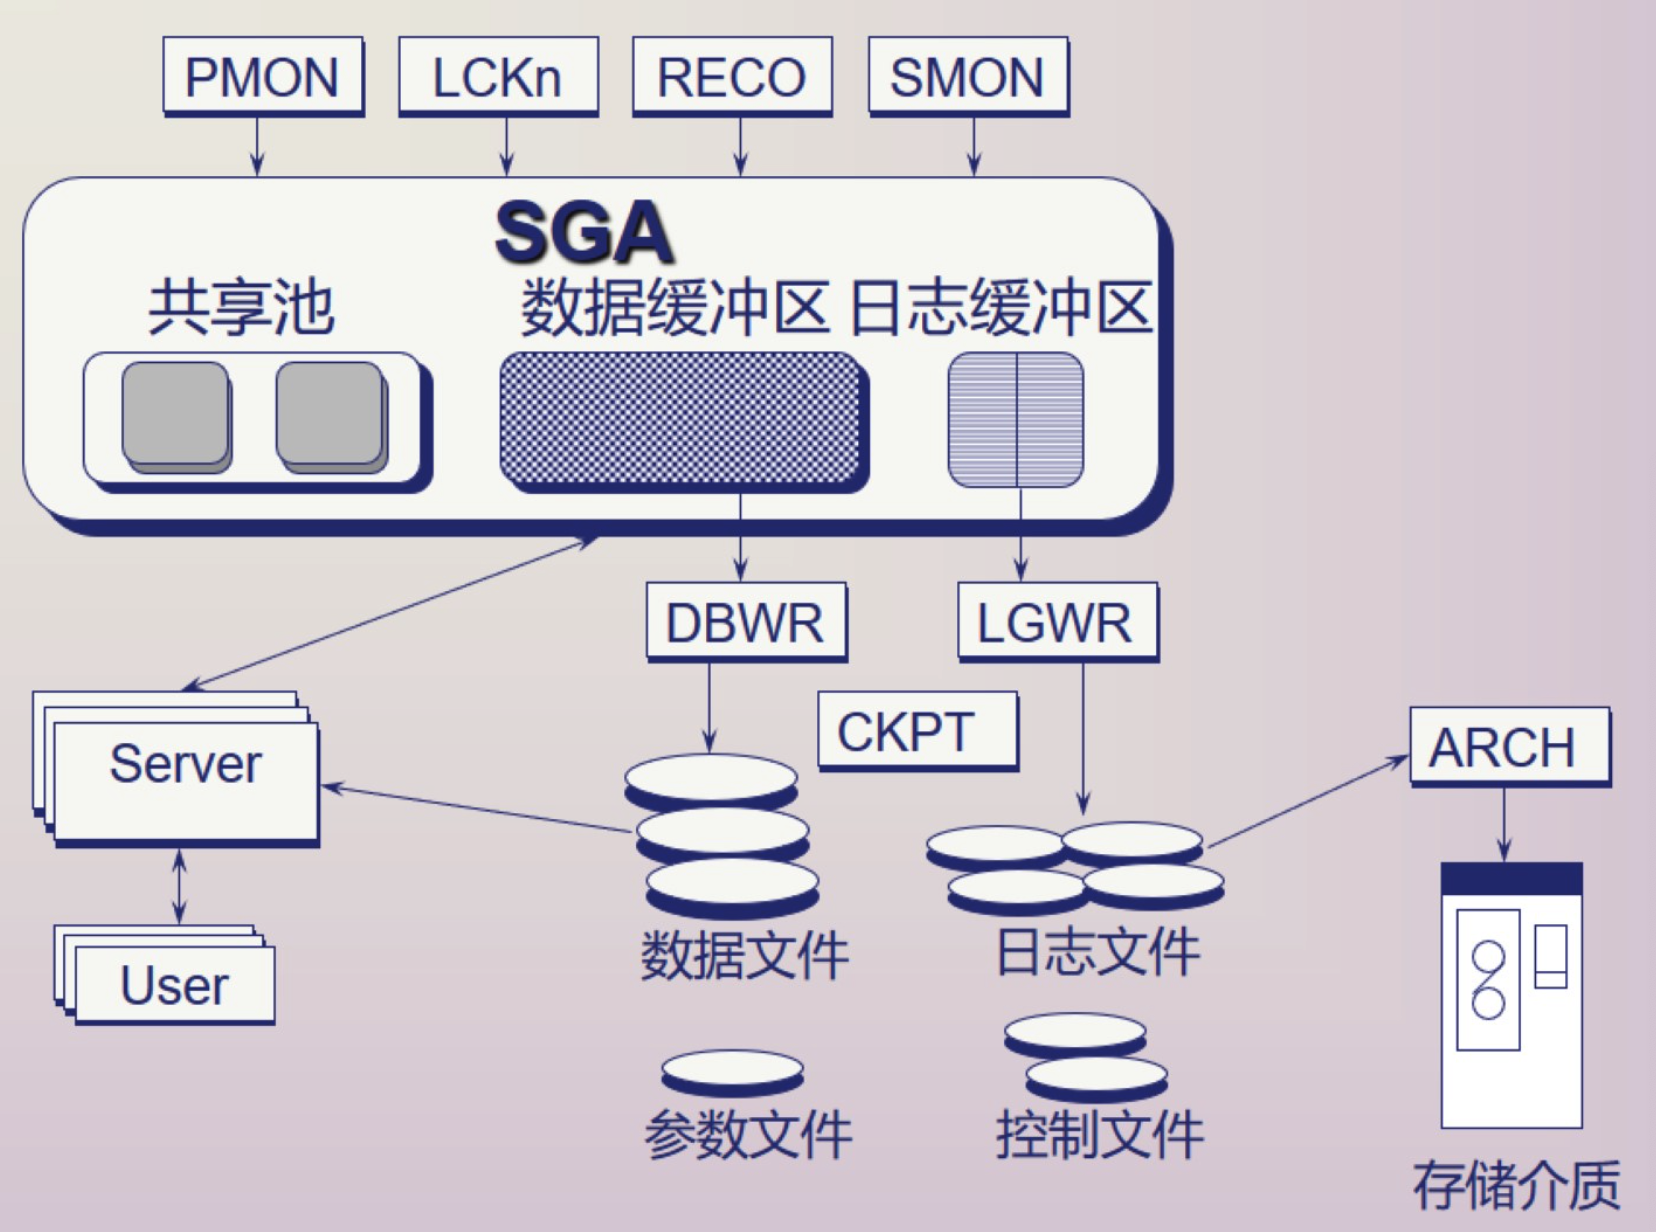 PMON
LCKn
RECO
SMON
SGA
共享池
数据缓冲区
日志缓冲区
DBWR
LGWR
CKPT
Server
ARCH
数据文件
日志文件
User
参数文件
控制文件
存储介质